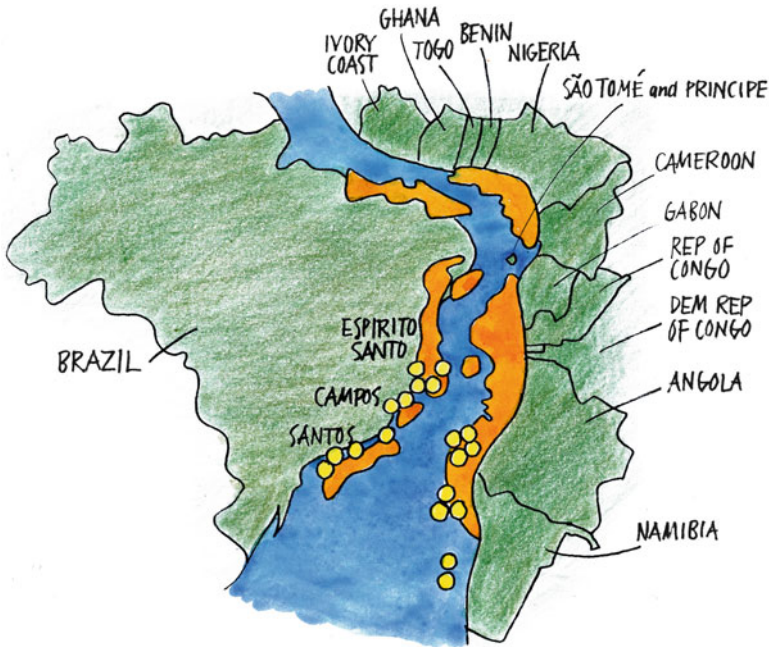 GHANA
IVORY
COAST
TOGO
BENIN
NIGERIA
SÃO TOMÉ and PRINCIPE
CAMEROON
GABON
REP OF
CONGO
DEM REP
OF CONGO
ANGOLA
NAMIBIA
BRAZIL
ESPIRITO
SANTO
CAMPOS
SANTOS